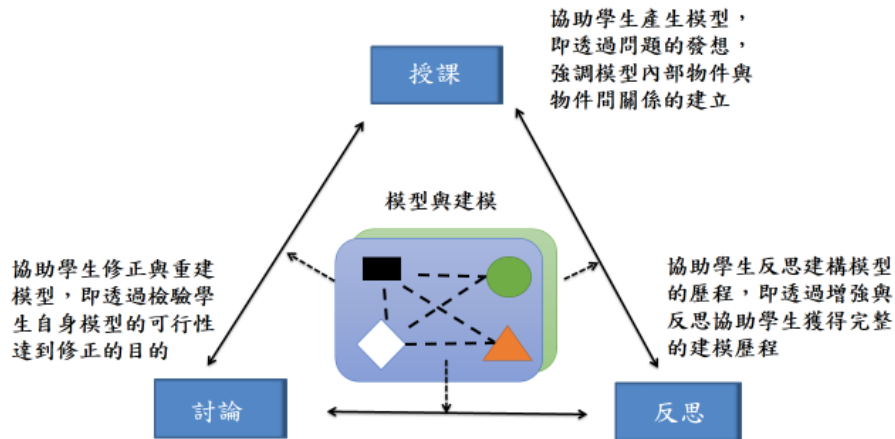 協助學生產生模型，
即透過問題的發想，
強調模型內部物件與
物件間關係的建立
授課
模型與建模
協助學生修正與重建
模型，即透過檢驗學
生自身模型的可行性
達到修正的目的
協助學生反思建構模型
的歷程，即透過增強與
反思協助學生獲得完整
的建模歷程
討論
反思